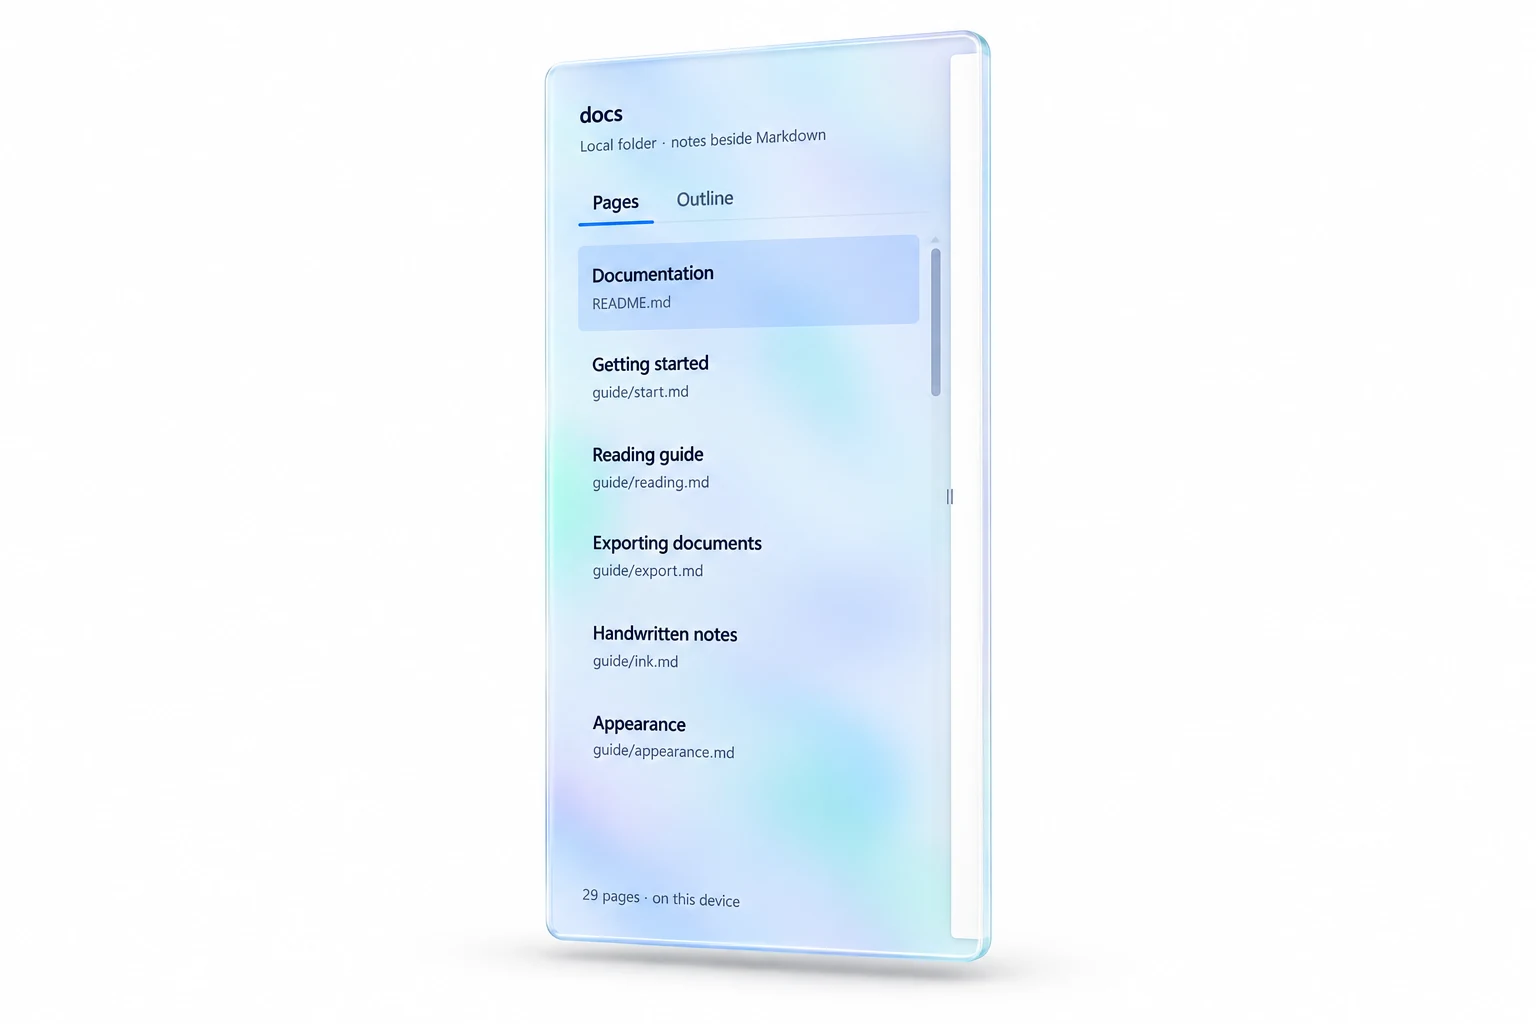 docs
Local folder · notes beside Markdown
Pages Outline
Documentation
README.md
Getting started
guide/start.md
Reading guide
guide/reading.md
Exporting documents
guide/export.md
Handwritten notes
guide/ink.md
Appearance
guide/appearance.md
29 pages · on this device